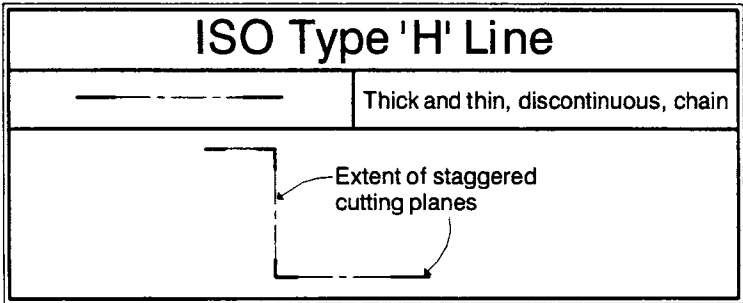 ISO Type 'H' Line
Thick and thin, discontinuous, chain
Extent of staggered
cutting planes